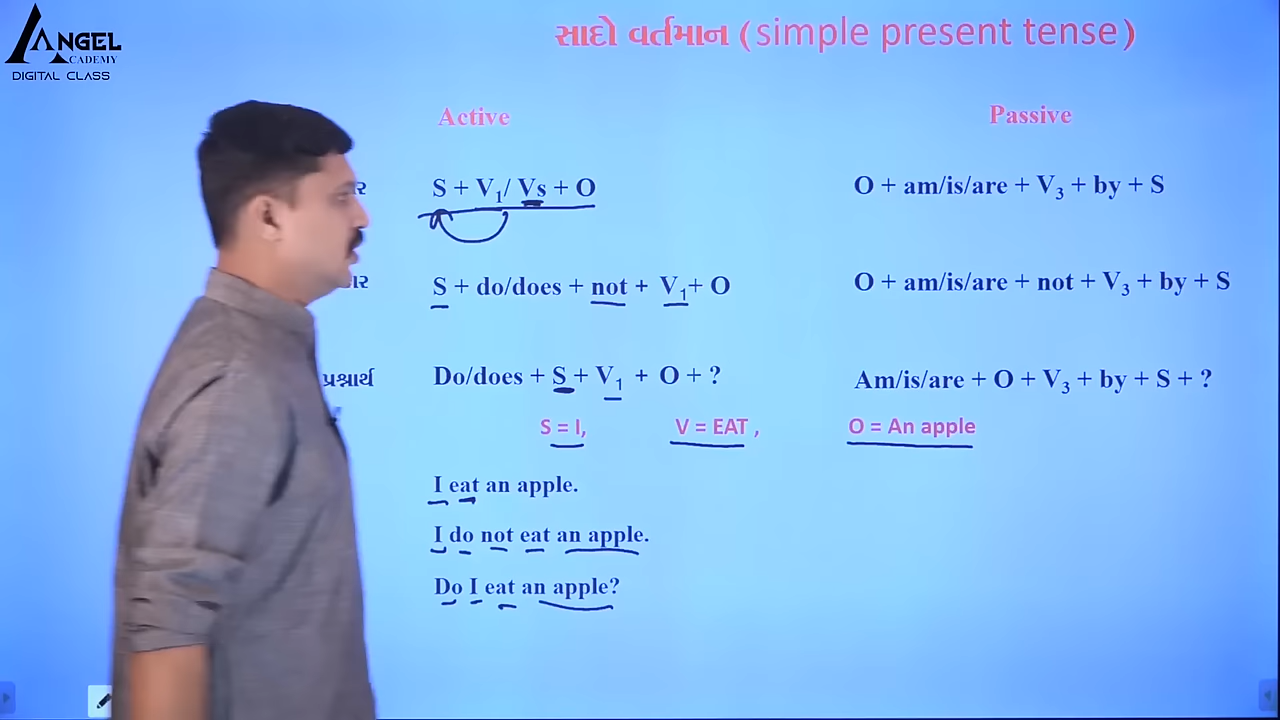 ANGEL
ACADEMY
DIGITAL CLASS
સાદો વર્તમાન (simple present tense)
Active Passive
S + V₁/ Vs + O O + am/is/are + V₃ + by + S
S + do/does + not + V₁+ O O + am/is/are + not + V₃ + by + S
પ્રશ્નાર્થ Do/does + S + V₁ + O + ? Am/is/are + O + V₃ + by + S + ?
S = I, V = EAT , O = An apple
I eat an apple.
I do not eat an apple.
Do I eat an apple?